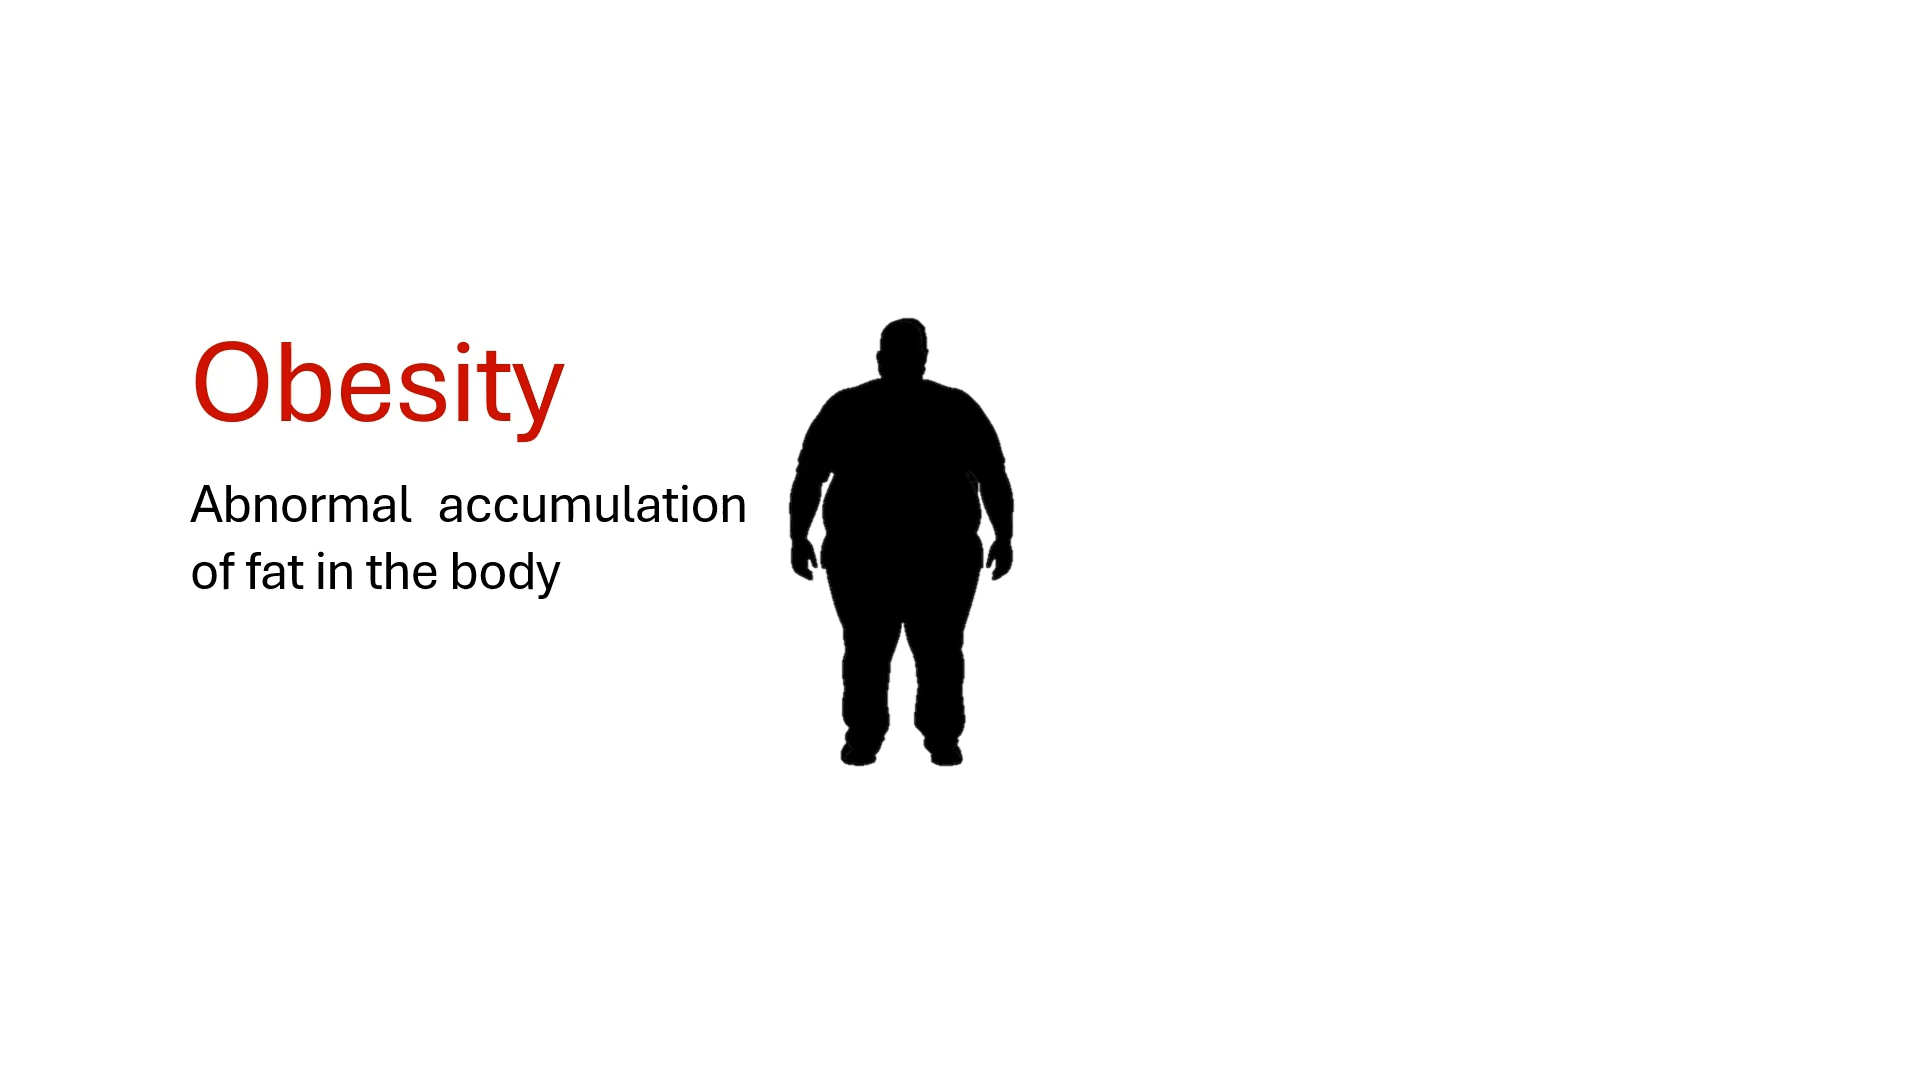 Obesity
Abnormal accumulation
of fat in the body